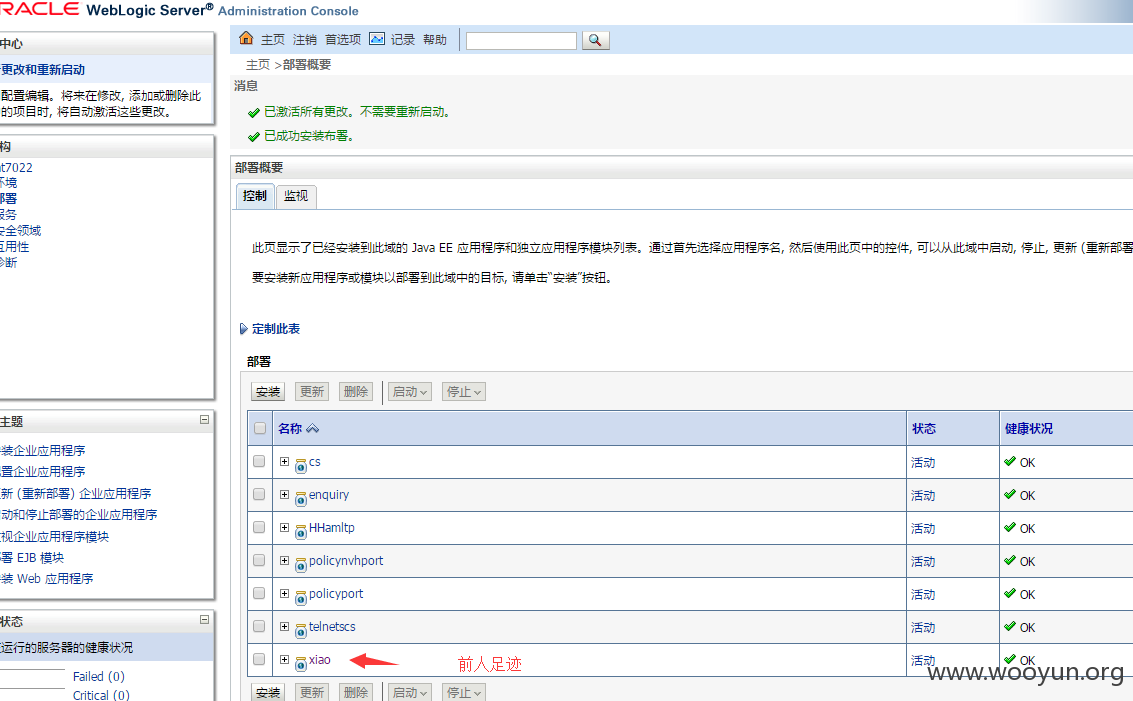 RACLE WebLogic Server® Administration Console
中心
更改和重新启动
配置编辑。将来在修改, 添加或删除此
的项目时, 将自动激活这些更改。
构
t7022
环境
部署
服务
安全领域
互用性
诊断
主题
装企业应用程序
置企业应用程序
新 (重新部署) 企业应用程序
动和停止部署的企业应用程序
视企业应用程序模块
署 EJB 模块
装 Web 应用程序
状态
运行的服务器的健康状况
Failed (0)
Critical (0)
主页 注销 首选项 记录 帮助
主页 >部署概要
消息
已激活所有更改。不需要重新启动。
已成功安装布署。
部署概要
控制 监视
此页显示了已经安装到此域的 Java EE 应用程序和独立应用程序模块列表。通过首先选择应用程序名, 然后使用此页中的控件, 可以从此域中启动, 停止, 更新 (重新部署
要安装新应用程序或模块以部署到此域中的目标, 请单击“安装”按钮。
定制此表
部署
安装 更新 删除 启动 停止
名称 状态 健康状况
cs 活动 OK
enquiry 活动 OK
HHamltp 活动 OK
policynvhport 活动 OK
policyport 活动 OK
telnetscs 活动 OK
xiao 前人足迹 活动 OK
www.wooyun.org
安装 更新 删除 启动 停止